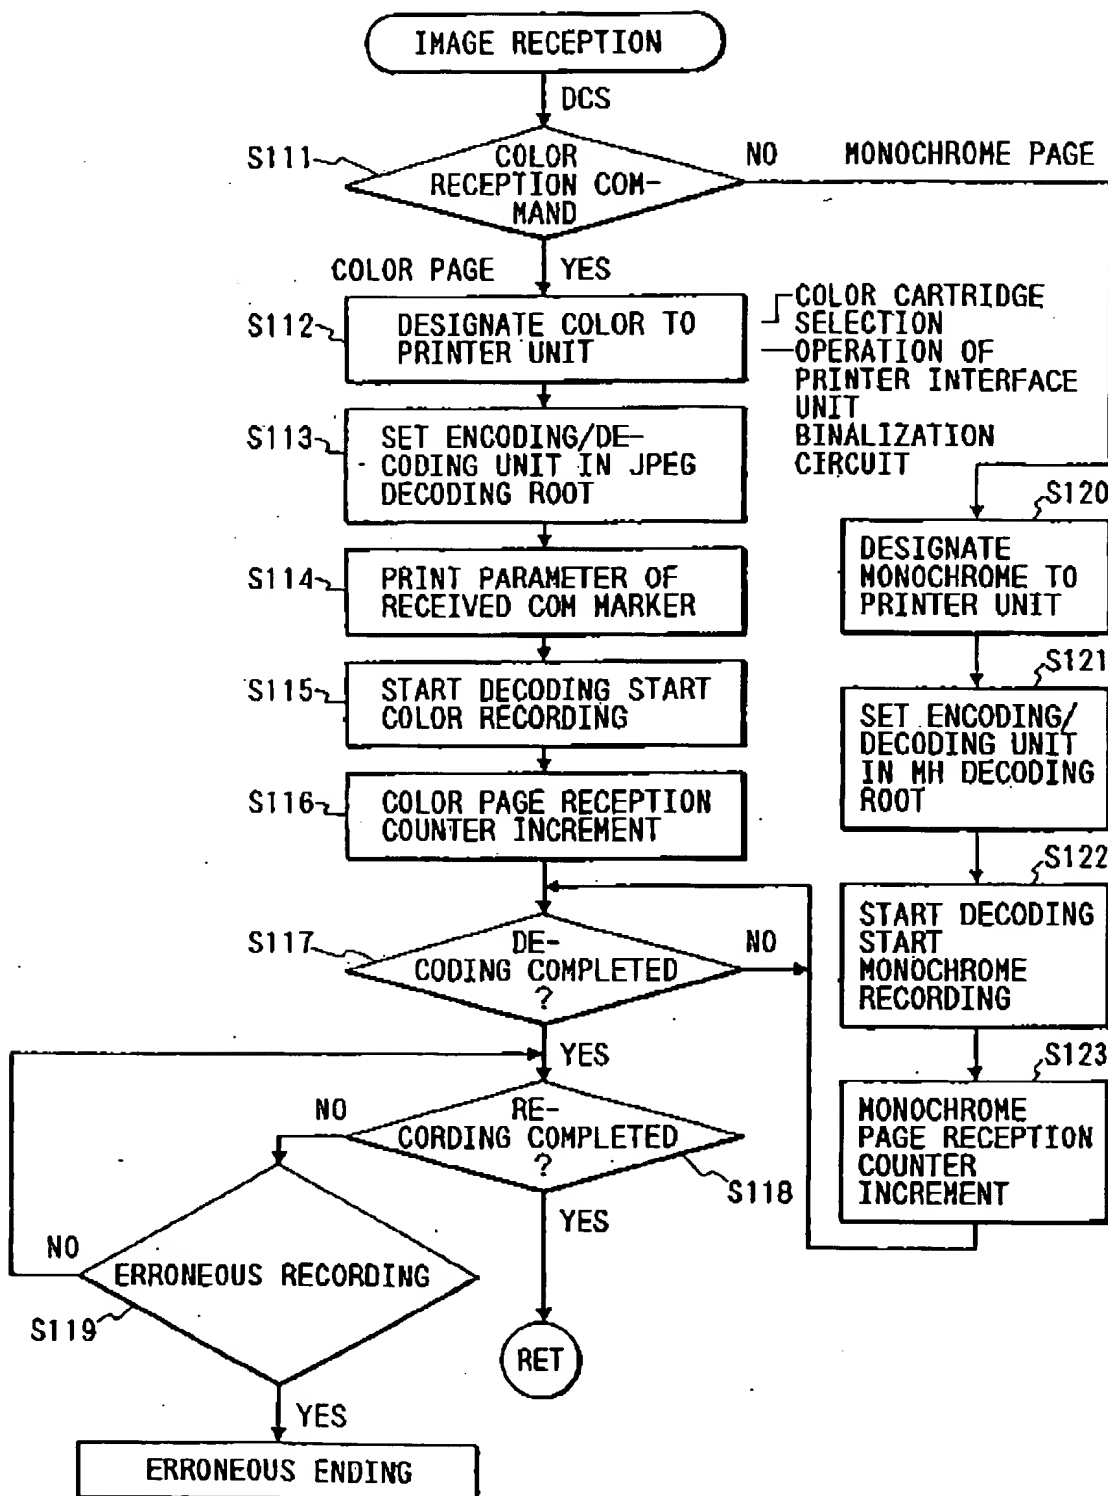 IMAGE RECEPTION
DCS
S111
COLOR
RECEPTION COM-
MAND
NO
MONOCHROME PAGE
COLOR PAGE
YES
S112
DESIGNATE COLOR TO
PRINTER UNIT
COLOR CARTRIDGE
SELECTION
OPERATION OF
PRINTER INTERFACE
UNIT
BINALIZATION
CIRCUIT
S113
SET ENCODING/DE-
CODING UNIT IN JPEG
DECODING ROOT
S114
PRINT PARAMETER OF
RECEIVED COM MARKER
S115
START DECODING START
COLOR RECORDING
S116
COLOR PAGE RECEPTION
COUNTER INCREMENT
S117
DE-
CODING COMPLETED
?
NO
YES
RE-
CORDING COMPLETED
?
NO
S118
YES
ERRONEOUS RECORDING
NO
S119
YES
ERRONEOUS ENDING
RET
S120
DESIGNATE
MONOCHROME TO
PRINTER UNIT
S121
SET ENCODING/
DECODING UNIT
IN MH DECODING
ROOT
S122
START DECODING
START
MONOCHROME
RECORDING
S123
MONOCHROME
PAGE RECEPTION
COUNTER
INCREMENT